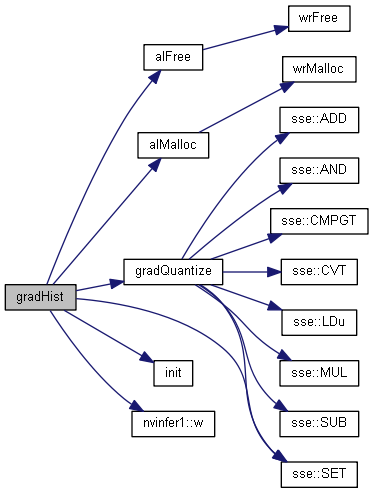 wrFree
alFree
wrMalloc
alMalloc
sse::ADD
sse::AND
sse::CMPGT
gradQuantize
sse::CVT
gradHist
sse::LDu
init
sse::MUL
nvinfer1::w
sse::SUB
sse::SET